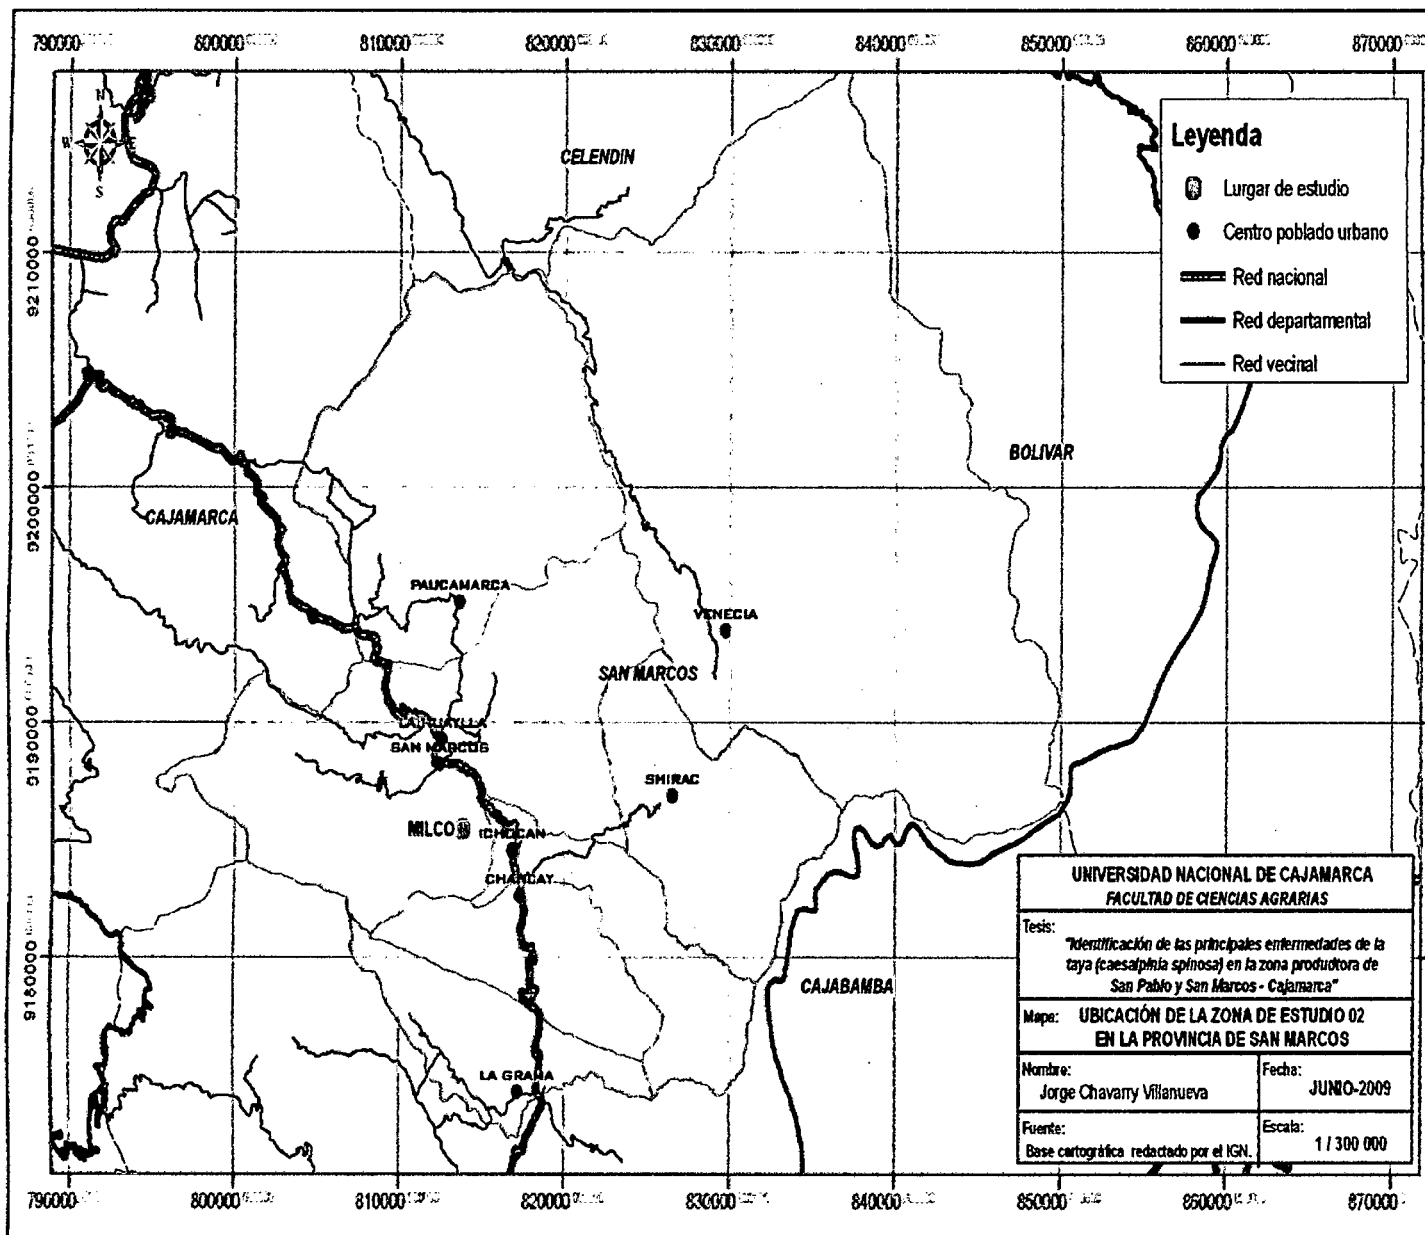 790000 800000 810000 820000 830000 840000 850000 860000 870000
N
W E
S
CELENDIN
Leyenda
Lurgar de estudio
Centro poblado urbano
Red nacional
Red departamental
Red vecinal
9210000
BOLIVAR
9200000
CAJAMARCA
PAUCAMARCA
VENECIA
SAN MARCOS
9190000
SAN MARCOS
SHIRAC
MILCO
ICHOCAN
CHANCAY
9180000
CAJABAMBA
LA GRAMA
UNIVERSIDAD NACIONAL DE CAJAMARCA
FACULTAD DE CIENCIAS AGRARIAS
Tesis:
"Identificación de las principales enfermedades de la
taya (caesalpinia spinosa) en la zona productora de
San Pablo y San Marcos - Cajamarca"
Mapa: UBICACIÓN DE LA ZONA DE ESTUDIO 02
EN LA PROVINCIA DE SAN MARCOS
Nombre:
Jorge Chavarry Villanueva
Fecha:
JUNIO-2009
Fuente:
Base cartográfica redactado por el IGN.
Escala:
1 / 300 000
790000 800000 810000 820000 830000 840000 850000 860000 870000